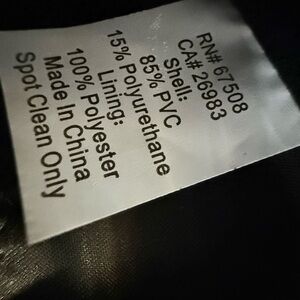 RN# 67508
CA# 26983
Shell:
85% PVC
15% Polyurethane
Lining:
100% Polyester
Made In China
Spot Clean Only